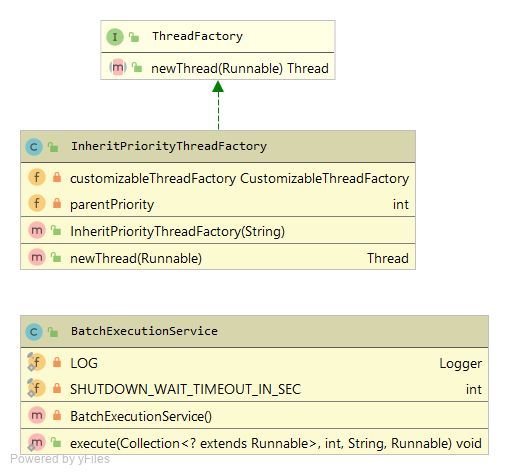 I ThreadFactory
m newThread(Runnable) Thread
C InheritPriorityThreadFactory
f customizableThreadFactory CustomizableThreadFactory
f parentPriority int
m InheritPriorityThreadFactory(String)
m newThread(Runnable) Thread
C BatchExecutionService
f LOG Logger
f SHUTDOWN_WAIT_TIMEOUT_IN_SEC int
m BatchExecutionService()
m execute(Collection<? extends Runnable>, int, String, Runnable) void
Powered by yFiles